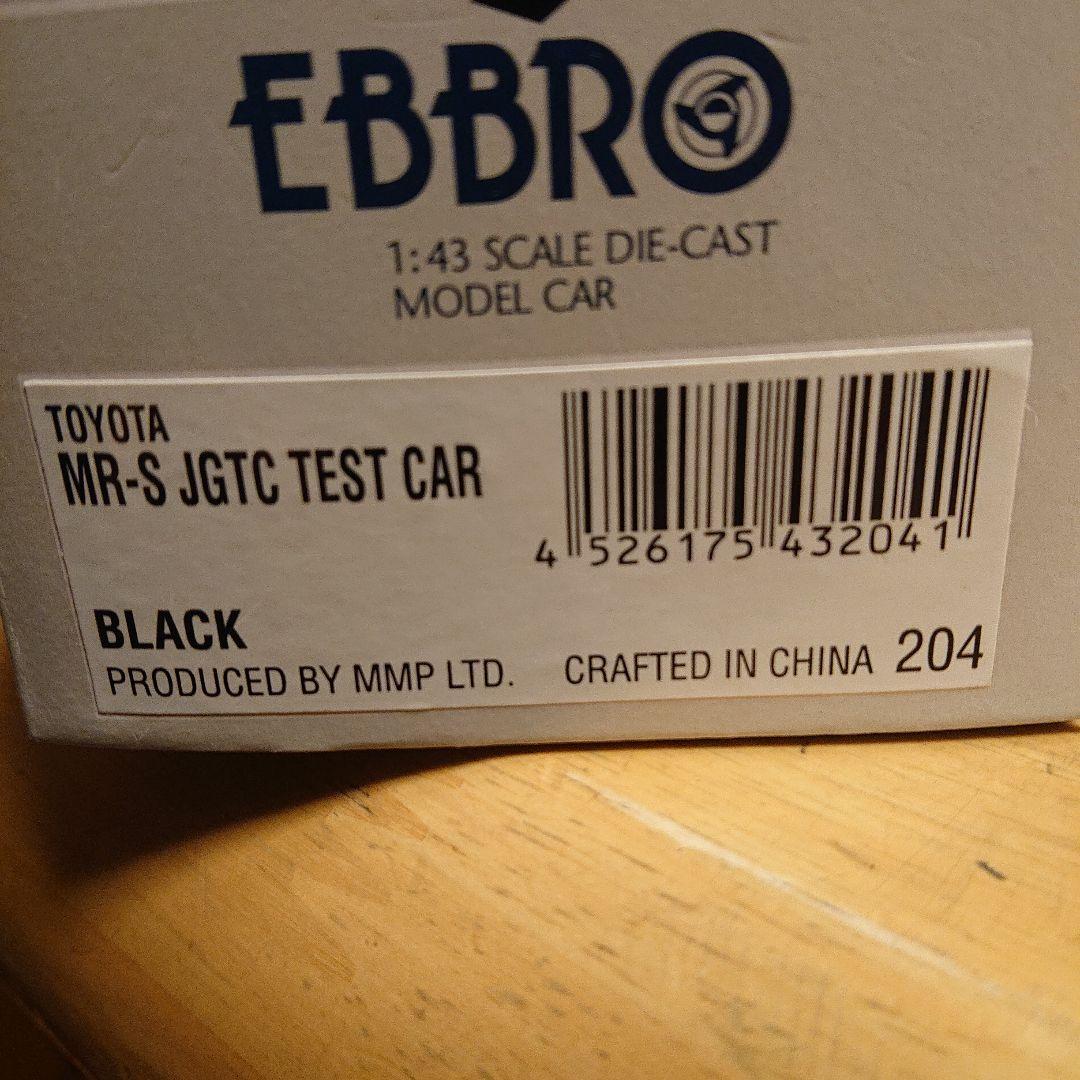 EBBRO
1:43 SCALE DIE-CAST
MODEL CAR
TOYOTA
MR-S JGTC TEST CAR
4 526175 432041
BLACK
PRODUCED BY MMP LTD. CRAFTED IN CHINA 204